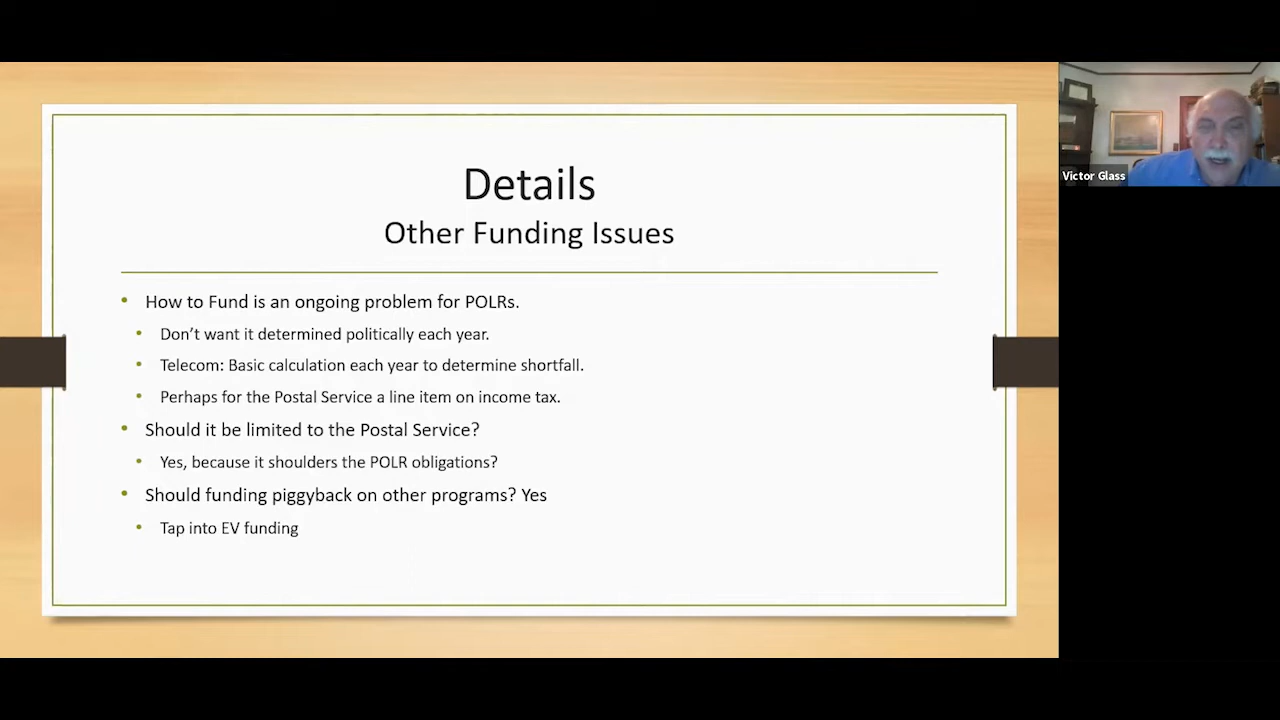 Details
Other Funding Issues
• How to Fund is an ongoing problem for POLRs.
• Don't want it determined politically each year.
• Telecom: Basic calculation each year to determine shortfall.
• Perhaps for the Postal Service a line item on income tax.
• Should it be limited to the Postal Service?
• Yes, because it shoulders the POLR obligations?
• Should funding piggyback on other programs? Yes
• Tap into EV funding
Victor Glass